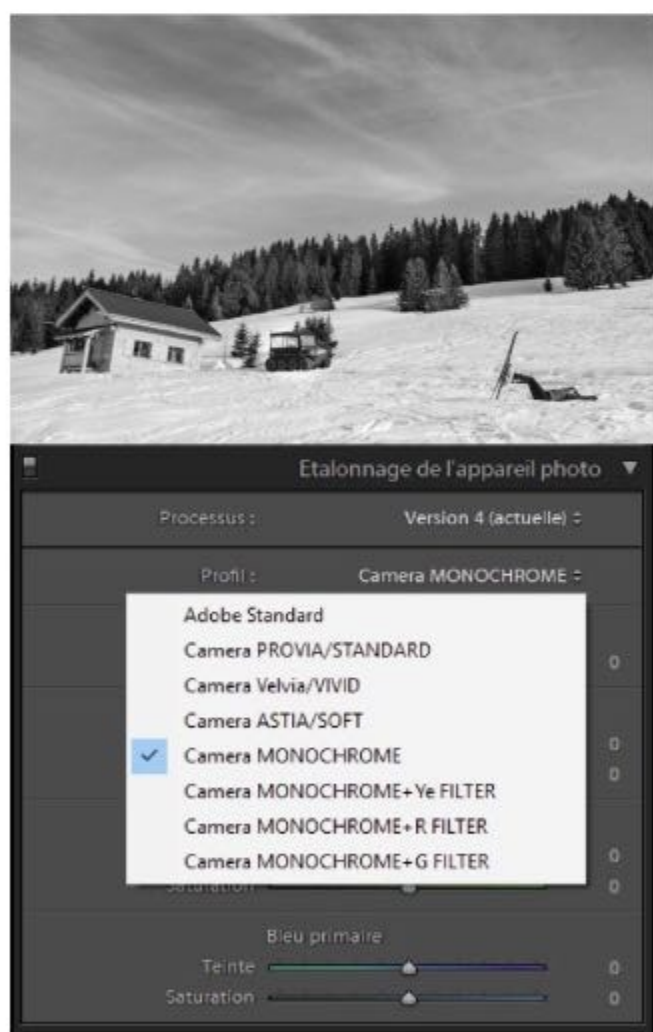 Etalonnage de l'appareil photo
Processus : Version 4 (actuelle)
Profil : Camera MONOCHROME
Adobe Standard
Camera PROVIA/STANDARD
Camera Velvia/VIVID
Camera ASTIA/SOFT
Camera MONOCHROME
Camera MONOCHROME+Ye FILTER
Camera MONOCHROME+R FILTER
Camera MONOCHROME+G FILTER
0
0
0
0
Saturation 0
Bleu primaire
Teinte 0
Saturation 0